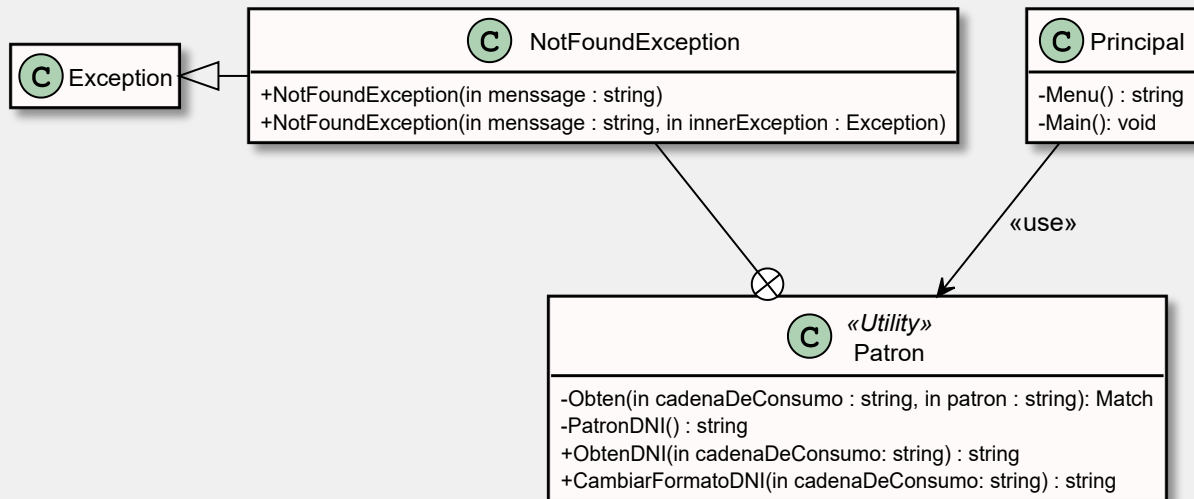 C Exception
C NotFoundException
+NotFoundException(in menssage : string)
+NotFoundException(in menssage : string, in innerException : Exception)
C Principal
-Menu() : string
-Main(): void
«use»
C «Utility»
Patron
-Obten(in cadenaDeConsumo : string, in patron : string): Match
-PatronDNI() : string
+ObtenDNI(in cadenaDeConsumo: string) : string
+CambiarFormatoDNI(in cadenaDeConsumo: string) : string